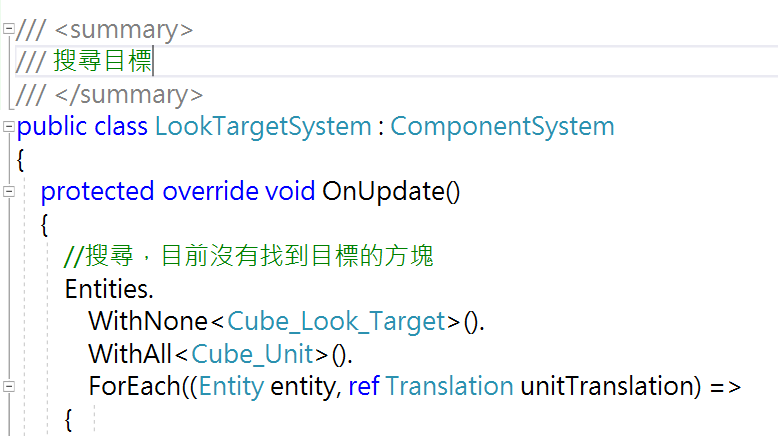 /// <summary>
/// 搜尋目標
/// </summary>
public class LookTargetSystem : ComponentSystem
{
protected override void OnUpdate()
{
//搜尋，目前沒有找到目標的方塊
Entities.
WithNone<Cube_Look_Target>().
WithAll<Cube_Unit>().
ForEach((Entity entity, ref Translation unitTranslation) =>
{